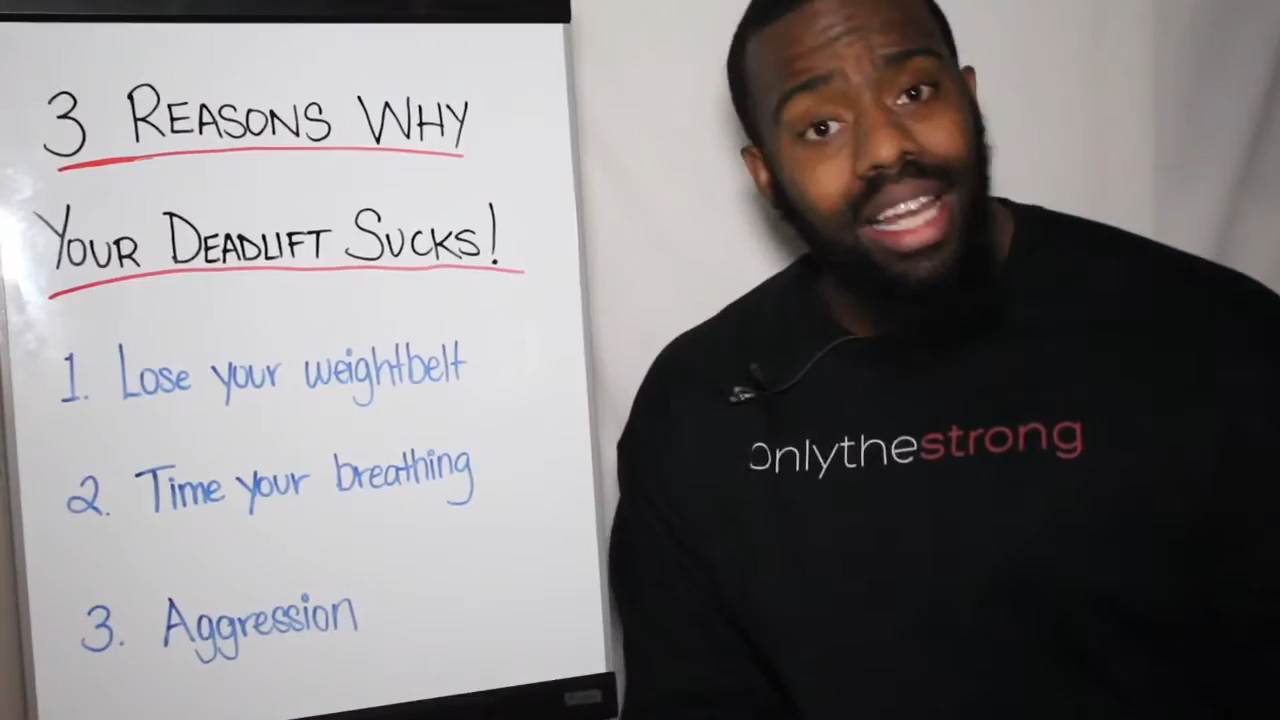 3 REASONS WHY
YOUR DEADLIFT SUCKS!
1. Lose your weightbelt
2. Time your breathing
3. Aggression
Onlythestrong